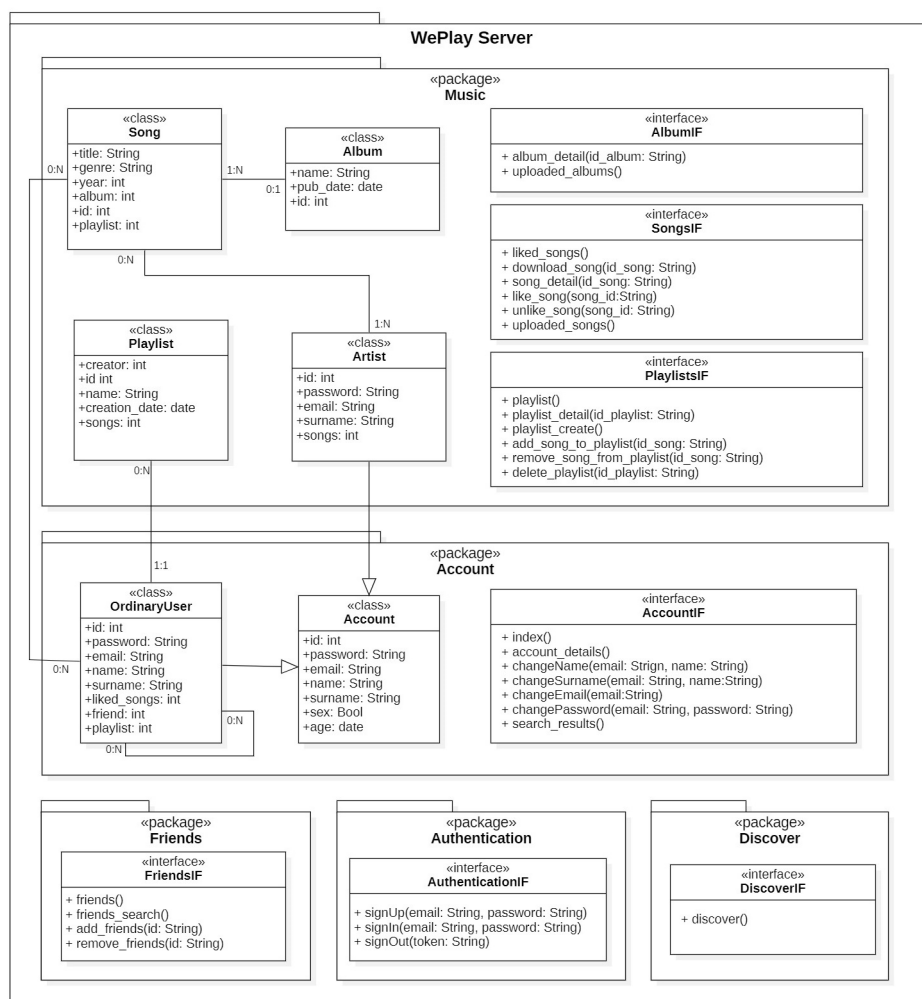 WePlay Server
«package»
Music
«class»
Song
+title: String
+genre: String
+year: int
+album: int
+id: int
+playlist: int
0:N
1:N
0:1
0:N
«class»
Album
+name: String
+pub_date: date
+id: int
«interface»
AlbumIF
+ album_detail(id_album: String)
+ uploaded_albums()
«interface»
SongsIF
+ liked_songs()
+ download_song(id_song: String)
+ song_detail(id_song: String)
+ like_song(song_id:String)
+ unlike_song(song_id: String)
+ uploaded_songs()
«class»
Playlist
+creator: int
+id int
+name: String
+creation_date: date
+songs: int
0:N
1:N
«class»
Artist
+id: int
+password: String
+email: String
+surname: String
+songs: int
«interface»
PlaylistsIF
+ playlist()
+ playlist_detail(id_playlist: String)
+ playlist_create()
+ add_song_to_playlist(id_song: String)
+ remove_song_from_playlist(id_song: String)
+ delete_playlist(id_playlist: String)
«package»
Account
1:1
«class»
OrdinaryUser
+id: int
+password: String
+email: String
+name: String
+surname: String
+liked_songs: int
+friend: int
+playlist: int
0:N
0:N
0:N
«class»
Account
+id: int
+password: String
+email: String
+name: String
+surname: String
+sex: Bool
+age: date
«interface»
AccountIF
+ index()
+ account_details()
+ changeName(email: Strign, name: String)
+ changeSurname(email: String, name:String)
+ changeEmail(email:String)
+ changePassword(email: String, password: String)
+ search_results()
«package»
Friends
«interface»
FriendsIF
+ friends()
+ friends_search()
+ add_friends(id: String)
+ remove_friends(id: String)
«package»
Authentication
«interface»
AuthenticationIF
+ signUp(email: String, password: String)
+ signIn(email: String, password: String)
+ signOut(token: String)
«package»
Discover
«interface»
DiscoverIF
+ discover()